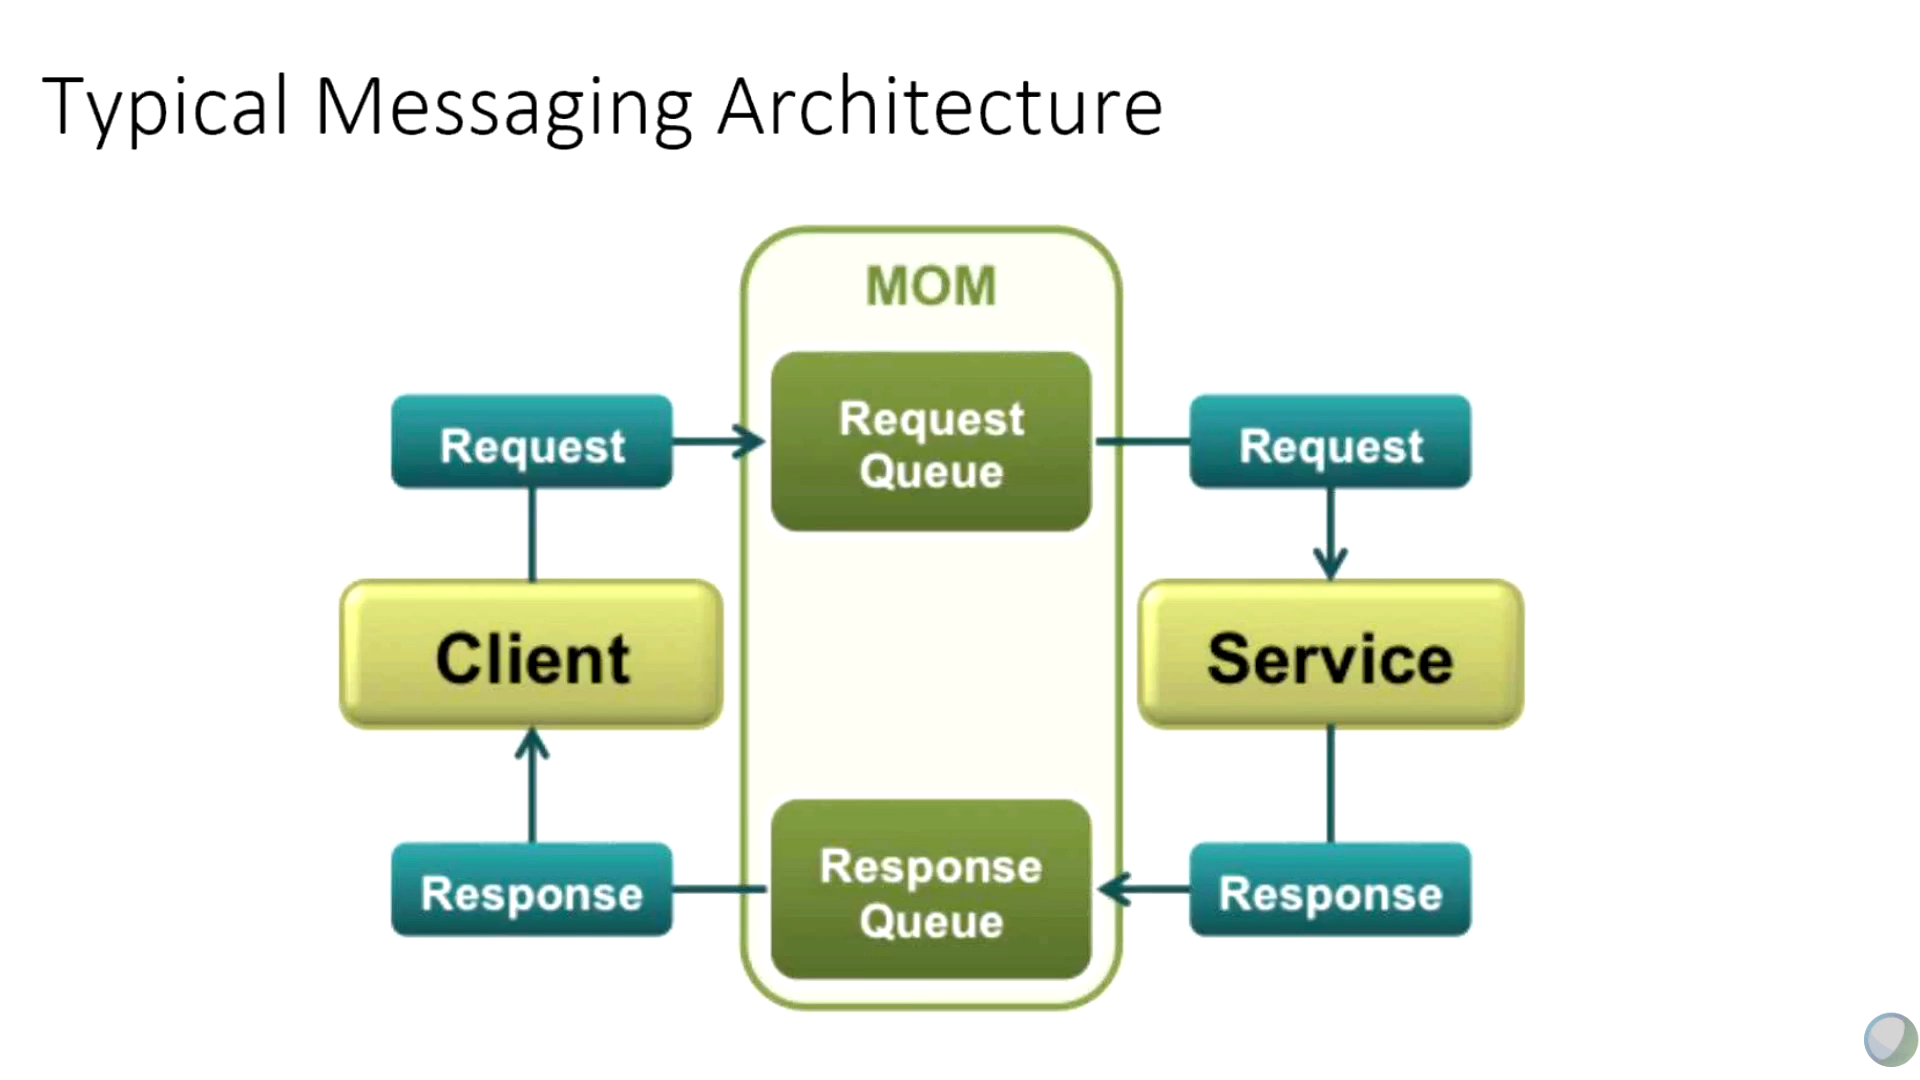 Typical Messaging Architecture
MOM
Request
Request
Queue
Request
Client
Service
Response
Response
Queue
Response